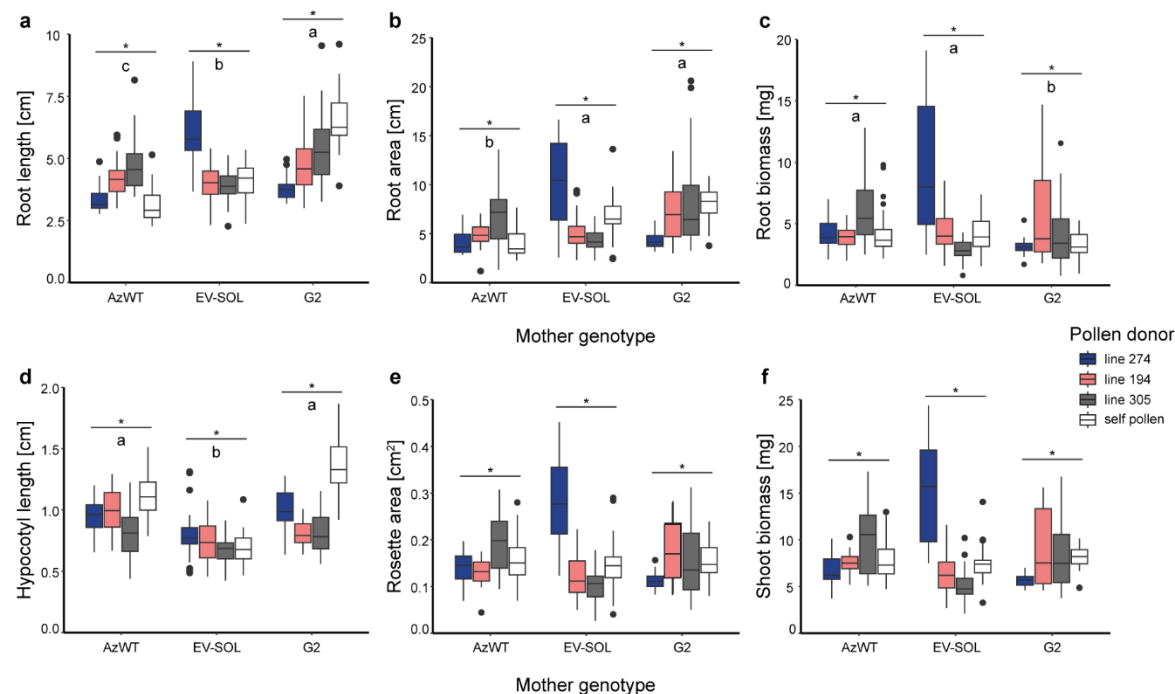 a
Root length [cm]
10
7.5
5.0
2.5
0.0
*
c
*
b
*
a
AzWT
EV-SOL
G2
b
Root area [cm]
25
20
15
10
5
0
*
b
*
a
*
a
AzWT
EV-SOL
G2
c
Root biomass [mg]
20
15
10
5
0
*
a
*
a
*
b
AzWT
EV-SOL
G2
Mother genotype
d
Hypocotyl length [cm]
2.0
1.5
1.0
0.5
0.0
*
a
*
b
*
a
AzWT
EV-SOL
G2
e
Rosette area [cm²]
0.5
0.4
0.3
0.2
0.1
0.0
*
*
*
AzWT
EV-SOL
G2
f
Shoot biomass [mg]
25
20
15
10
5
0
*
*
*
AzWT
EV-SOL
G2
Pollen donor
line 274
line 194
line 305
self pollen
Mother genotype